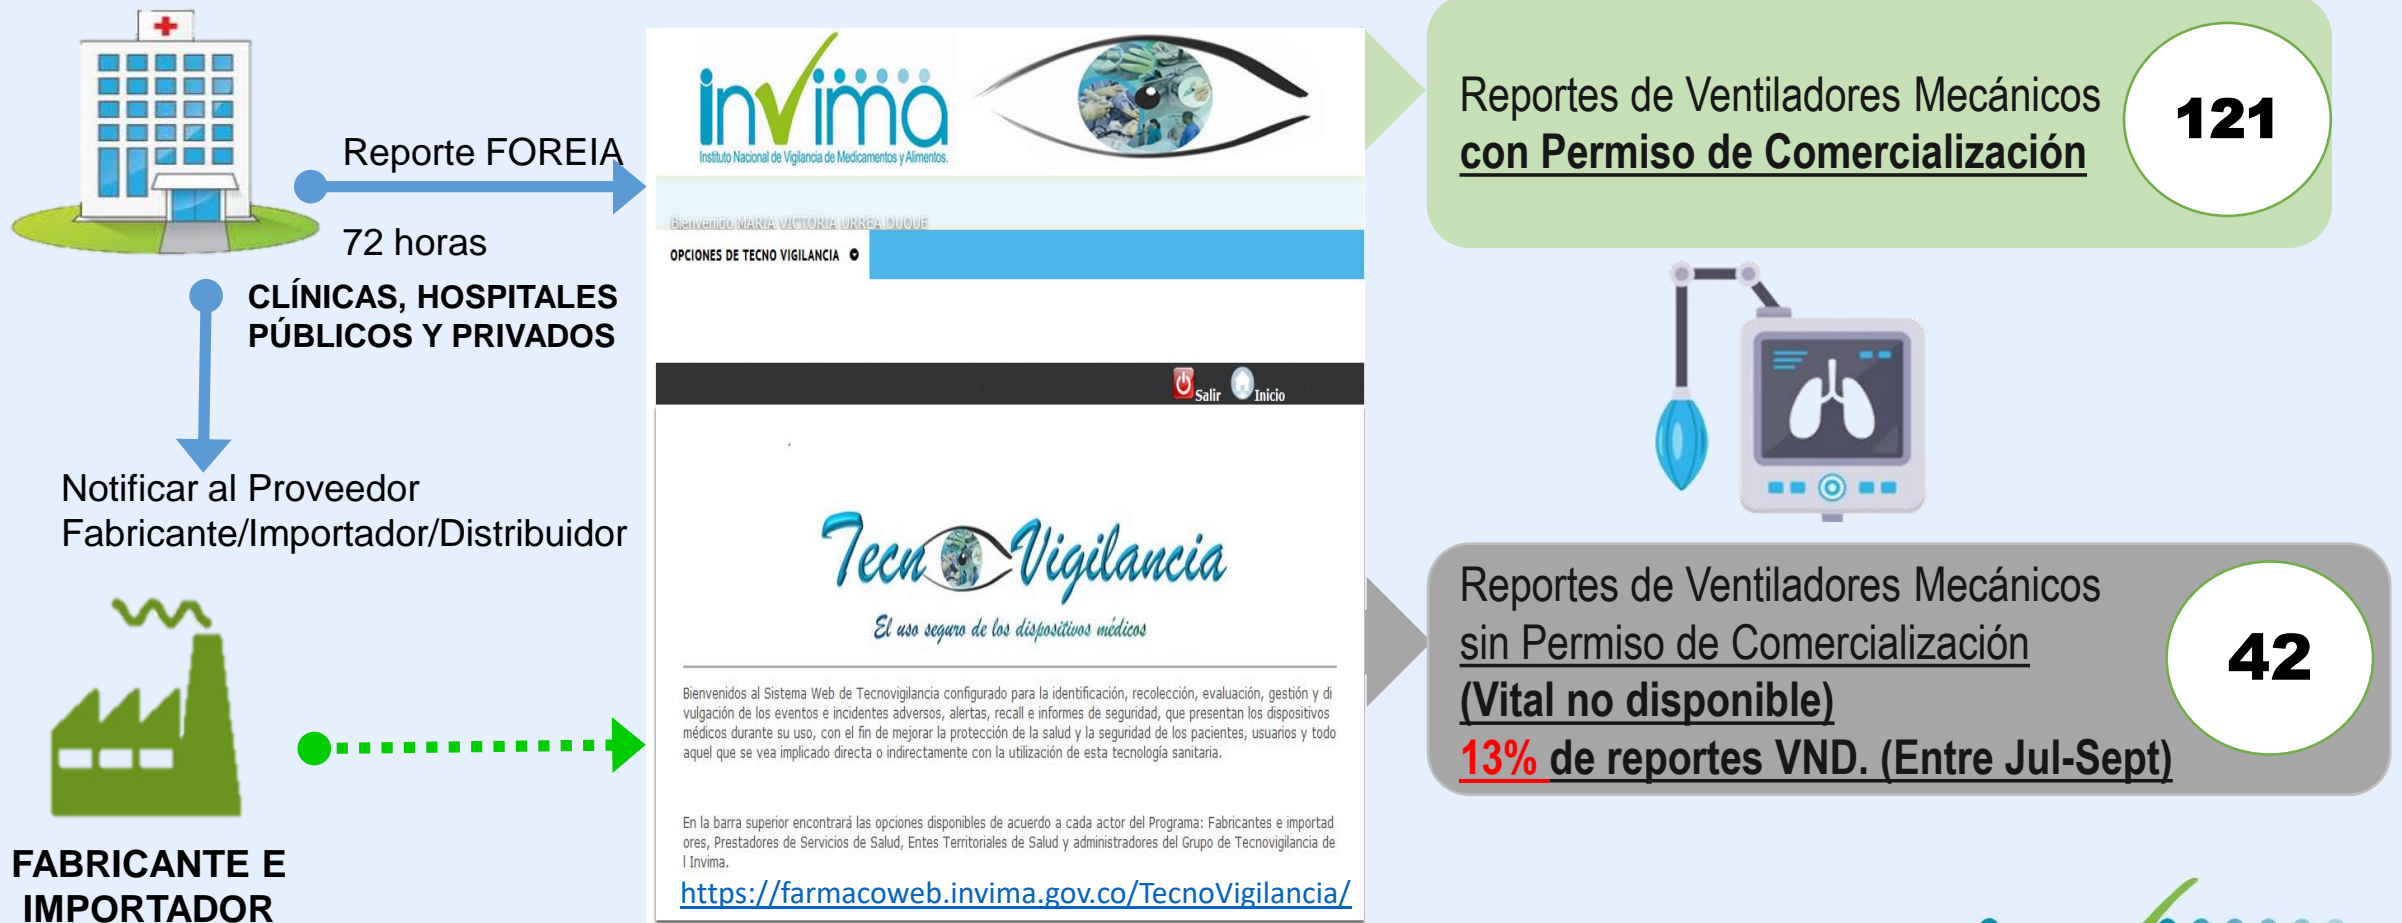 Reporte FOREIA
72 horas
CLÍNICAS, HOSPITALES
PÚBLICOS Y PRIVADOS
Notificar al Proveedor
Fabricante/Importador/Distribuidor
FABRICANTE E
IMPORTADOR
invima
Instituto Nacional de Vigilancia de Medicamentos y Alimentos.
Bienvenido MARIA VICTORIA URREA DUQUE
OPCIONES DE TECNO VIGILANCIA
Salir Inicio
TecnoVigilancia
El uso seguro de los dispositivos médicos
Bienvenidos al Sistema Web de Tecnovigilancia configurado para la identificación, recolección, evaluación, gestión y di
vulgación de los eventos e incidentes adversos, alertas, recall e informes de seguridad, que presentan los dispositivos
médicos durante su uso, con el fin de mejorar la protección de la salud y la seguridad de los pacientes, usuarios y todo
aquel que se vea implicado directa o indirectamente con la utilización de esta tecnología sanitaria.
En la barra superior encontrará las opciones disponibles de acuerdo a cada actor del Programa: Fabricantes e importad
ores, Prestadores de Servicios de Salud, Entes Territoriales de Salud y administradores del Grupo de Tecnovigilancia de
l Invima.
https://farmacoweb.invima.gov.co/TecnoVigilancia/
Reportes de Ventiladores Mecánicos
con Permiso de Comercialización
121
Reportes de Ventiladores Mecánicos
sin Permiso de Comercialización
(Vital no disponible)
13% de reportes VND. (Entre Jul-Sept)
42